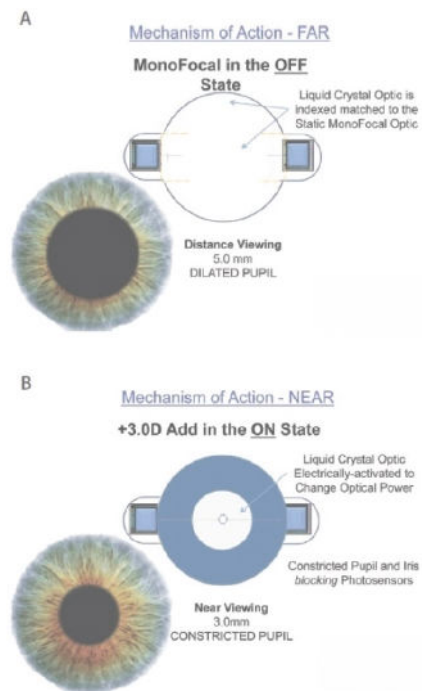 A
Mechanism of Action - FAR
MonoFocal in the OFF
State
Liquid Crystal Optic is
indexed matched to the
Static MonoFocal Optic
Distance Viewing
5.0 mm
DILATED PUPIL
B
Mechanism of Action - NEAR
+3.0D Add in the ON State
Liquid Crystal Optic
Electrically-activated to
Change Optical Power
Constricted Pupil and Iris
blocking Photosensors
Near Viewing
3.0mm
CONSTRICTED PUPIL